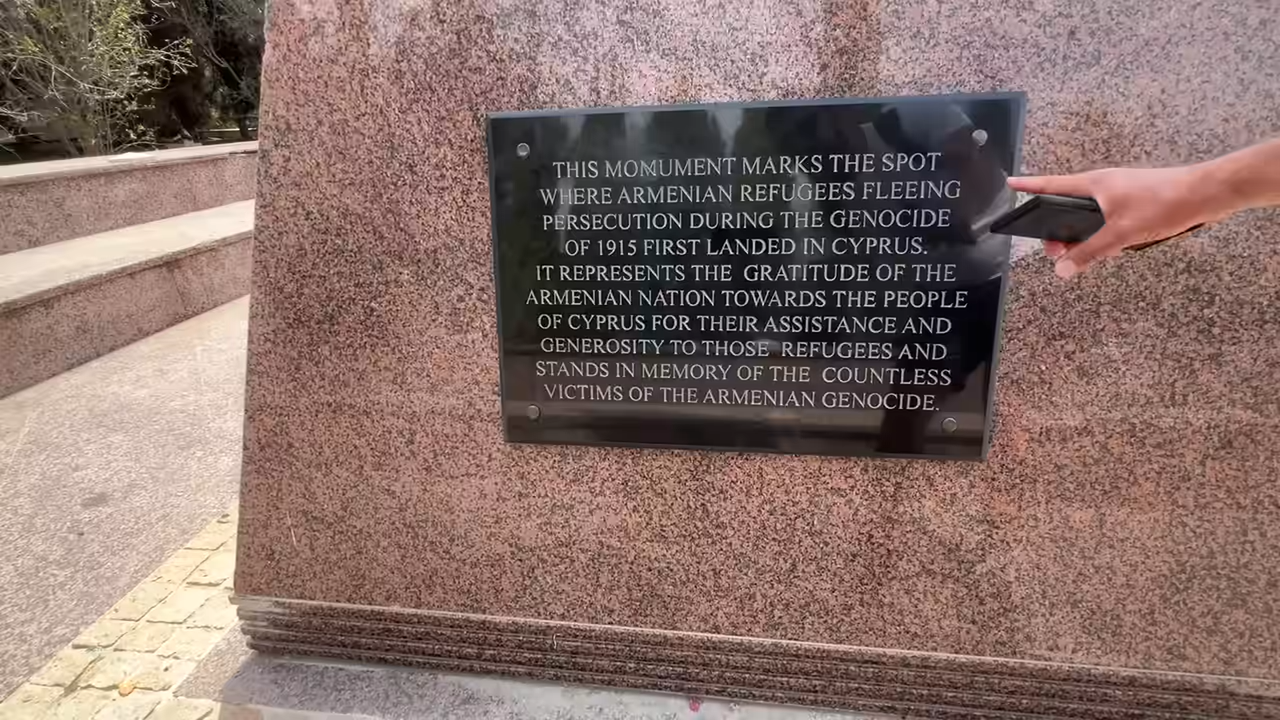 THIS MONUMENT MARKS THE SPOT
WHERE ARMENIAN REFUGEES FLEEING
PERSECUTION DURING THE GENOCIDE
OF 1915 FIRST LANDED IN CYPRUS.
IT REPRESENTS THE GRATITUDE OF THE
ARMENIAN NATION TOWARDS THE PEOPLE
OF CYPRUS FOR THEIR ASSISTANCE AND
GENEROSITY TO THOSE REFUGEES AND
STANDS IN MEMORY OF THE COUNTLESS
VICTIMS OF THE ARMENIAN GENOCIDE.